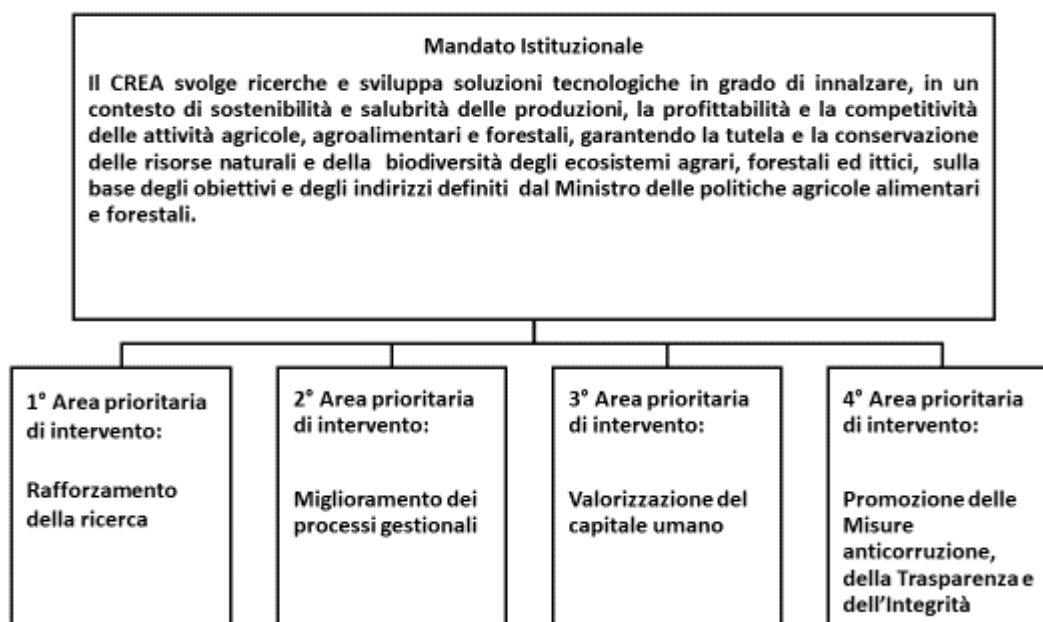 Mandato Istituzionale
Il CREA svolge ricerche e sviluppa soluzioni tecnologiche in grado di innalzare, in un
contesto di sostenibilità e salubrità delle produzioni, la profittabilità e la competitività
delle attività agricole, agroalimentari e forestali, garantendo la tutela e la conservazione
delle risorse naturali e della biodiversità degli ecosistemi agrari, forestali ed ittici, sulla
base degli obiettivi e degli indirizzi definiti dal Ministro delle politiche agricole alimentari
e forestali.
1° Area prioritaria
di intervento:
Rafforzamento
della ricerca
2° Area prioritaria
di intervento:
Miglioramento dei
processi gestionali
3° Area prioritaria
di intervento:
Valorizzazione del
capitale umano
4° Area prioritaria
di intervento:
Promozione delle
Misure
anticorruzione,
della Trasparenza e
dell'Integrità